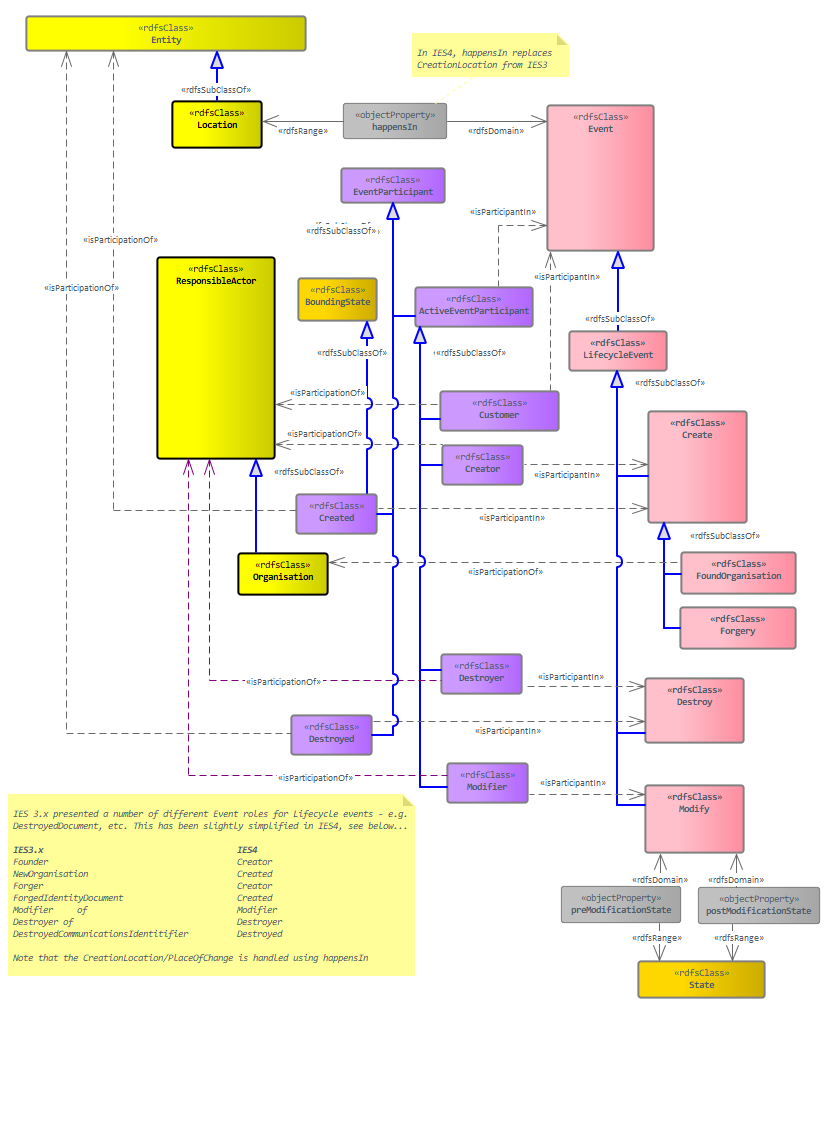 «rdfsClass»
Entity
In IES4, happensIn replaces
CreationLocation from IES3
«rdfsSubClassOf»
«rdfsClass»
Location
«rdfsRange»
«objectProperty»
happensIn
«rdfsDomain»
«rdfsClass»
Event
«rdfsClass»
EventParticipant
«isParticipantIn»
«rdfsSubClassOf»
«isParticipationOf»
«isParticipationOf»
«rdfsClass»
ResponsibleActor
«rdfsClass»
BoundingState
«rdfsClass»
ActiveEventParticipant
«isParticipantIn»
«rdfsSubClassOf»
«rdfsClass»
LifecycleEvent
«rdfsSubClassOf»
«rdfsSubClassOf»
«rdfsSubClassOf»
«isParticipationOf»
«rdfsClass»
Customer
«rdfsClass»
Create
«isParticipationOf»
«rdfsClass»
Creator
«isParticipantIn»
«rdfsSubClassOf»
«rdfsClass»
Created
«isParticipantIn»
«rdfsSubClassOf»
«rdfsClass»
Organisation
«isParticipationOf»
«rdfsClass»
FoundOrganisation
«rdfsClass»
Forgery
«isParticipationOf»
«rdfsClass»
Destroyer
«isParticipantIn»
«rdfsClass»
Destroy
«rdfsClass»
Destroyed
«isParticipantIn»
«isParticipationOf»
«rdfsClass»
Modifier
«isParticipantIn»
«rdfsClass»
Modify
IES 3.x presented a number of different Event roles for Lifecycle events - e.g.
DestroyedDocument, etc. This has been slightly simplified in IES4, see below...
IES3.x IES4
Founder Creator
NewOrganisation Created
Forger Creator
ForgedIdentityDocument Created
Modifier of Modifier
Destroyer of Destroyer
DestroyedCommunicationsIdentitifier Destroyed
Note that the CreationLocation/PlaceOfChange is handled using happensIn
«rdfsDomain»
«rdfsDomain»
«objectProperty»
preModificationState
«objectProperty»
postModificationState
«rdfsRange»
«rdfsRange»
«rdfsClass»
State